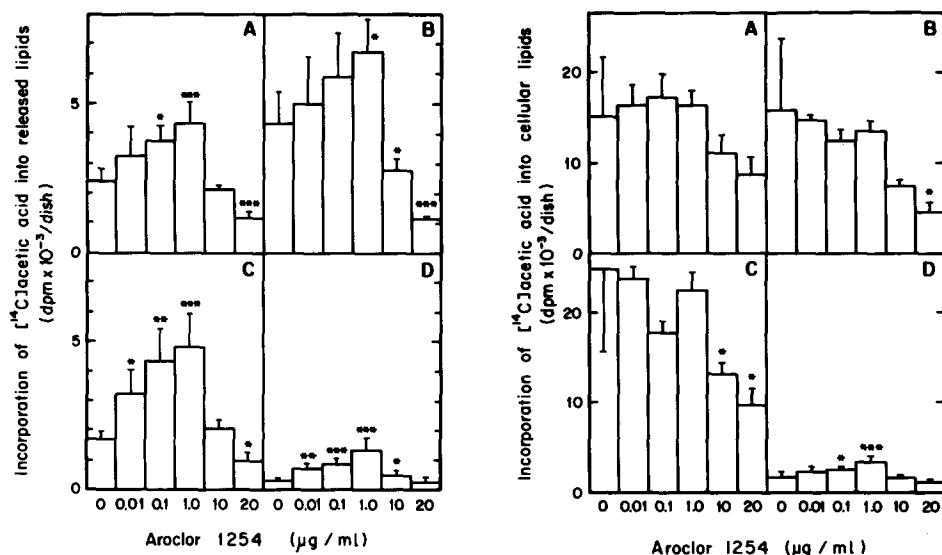 Incorporation of [¹⁴C]acetic acid into released lipids
(dpm x 10⁻³/dish)
A
5
0
* *** ***
B
* * ***
C
5
0
* ** *** *
D
** *** *** *
0 0.01 0.1 1.0 10 20
0 0.01 0.1 1.0 10 20
Aroclor 1254 (μg / ml)
Incorporation of [¹⁴C]acetic acid into cellular lipids
(dpm x 10⁻³/dish)
A
20
10
0
B
*
C
20
10
0
* *
D
* ***
0 0.01 0.1 1.0 10 20
0 0.01 0.1 1.0 10 20
Aroclor 1254 (μg / ml)